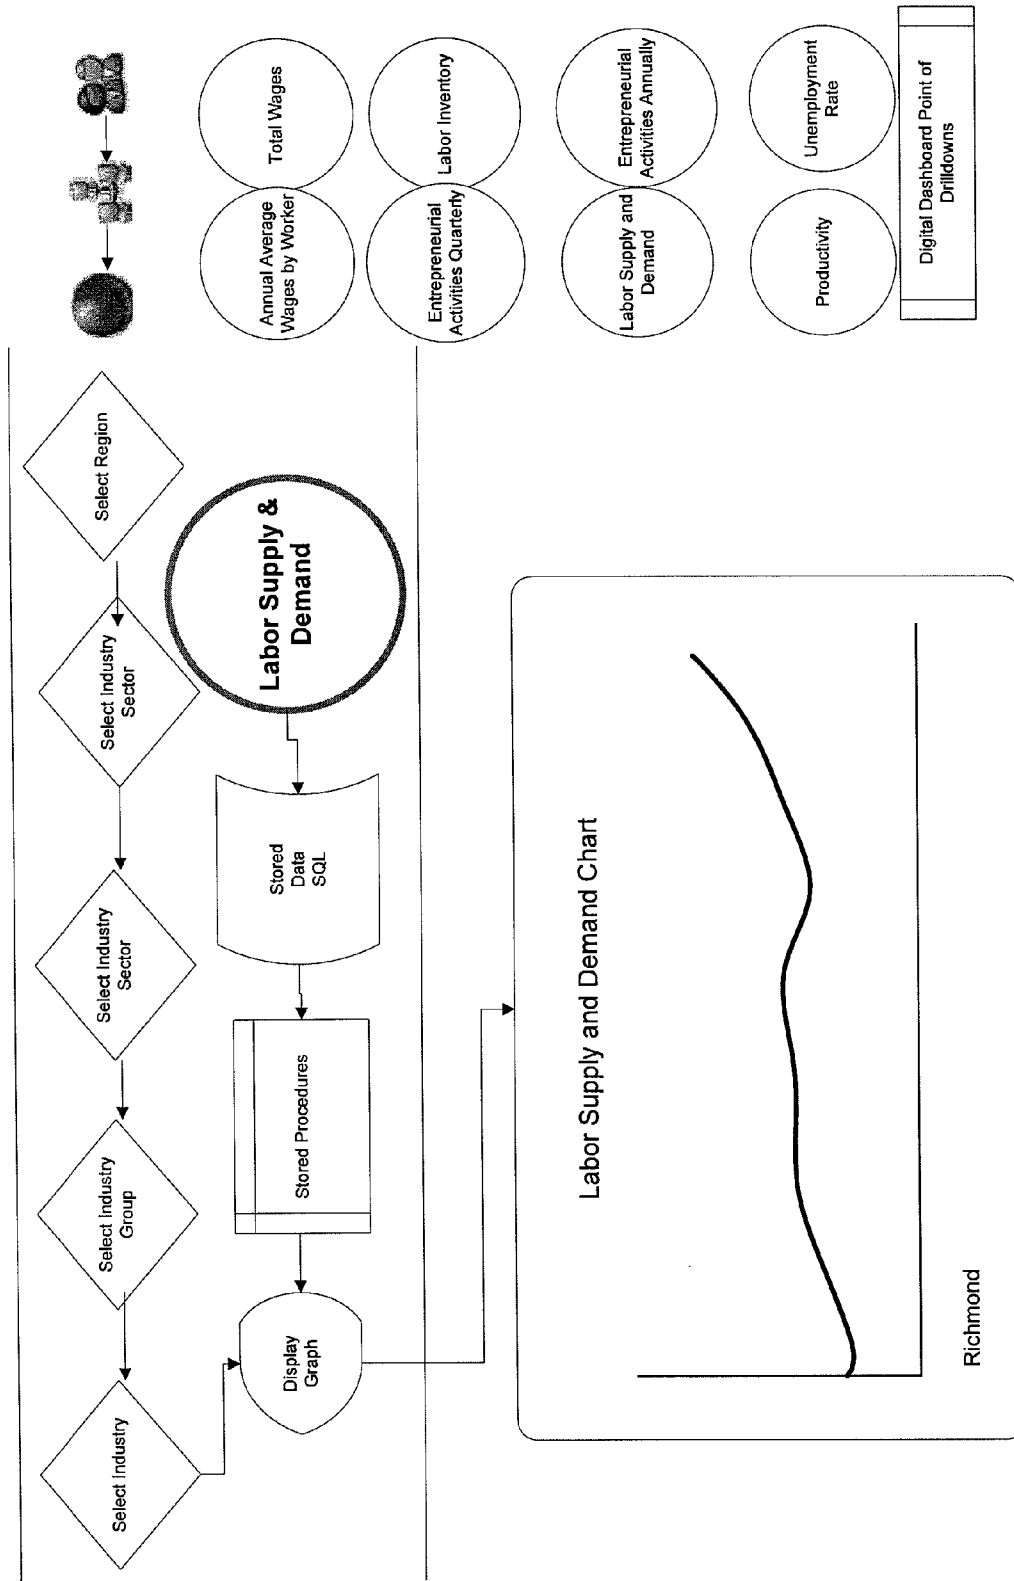 Select Industry
Select Industry
Group
Select Industry
Sector
Select Industry
Sector
Select Region
Display
Graph
Stored Procedures
Stored
Data
SQL
Labor Supply &
Demand
Annual Average
Wages by Worker
Total Wages
Entrepreneurial
Activities Quarterly
Labor Inventory
Labor Supply and
Demand
Entrepreneurial
Activities Annually
Productivity
Unemployment
Rate
Digital Dashboard Point of
Drilldowns
Labor Supply and Demand Chart
Richmond